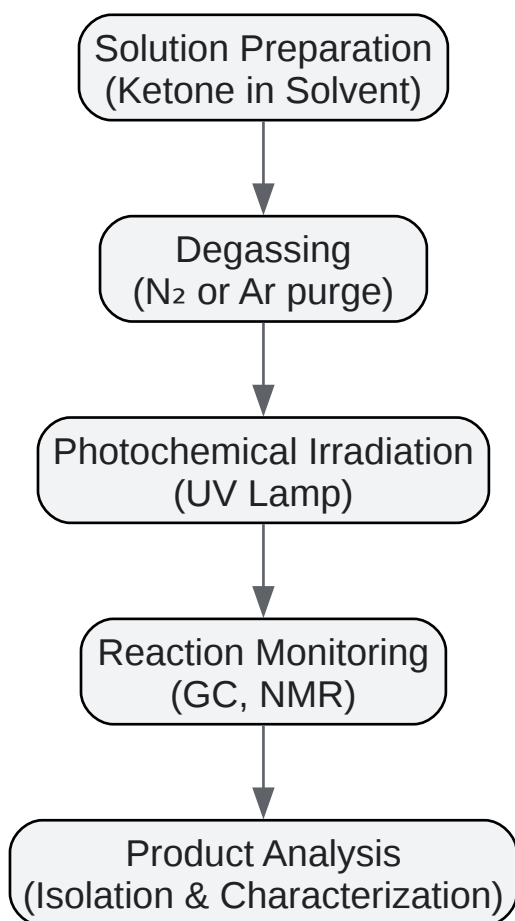 Solution Preparation
(Ketone in Solvent)
Degassing
(N₂ or Ar purge)
Photochemical Irradiation
(UV Lamp)
Reaction Monitoring
(GC, NMR)
Product Analysis
(Isolation & Characterization)